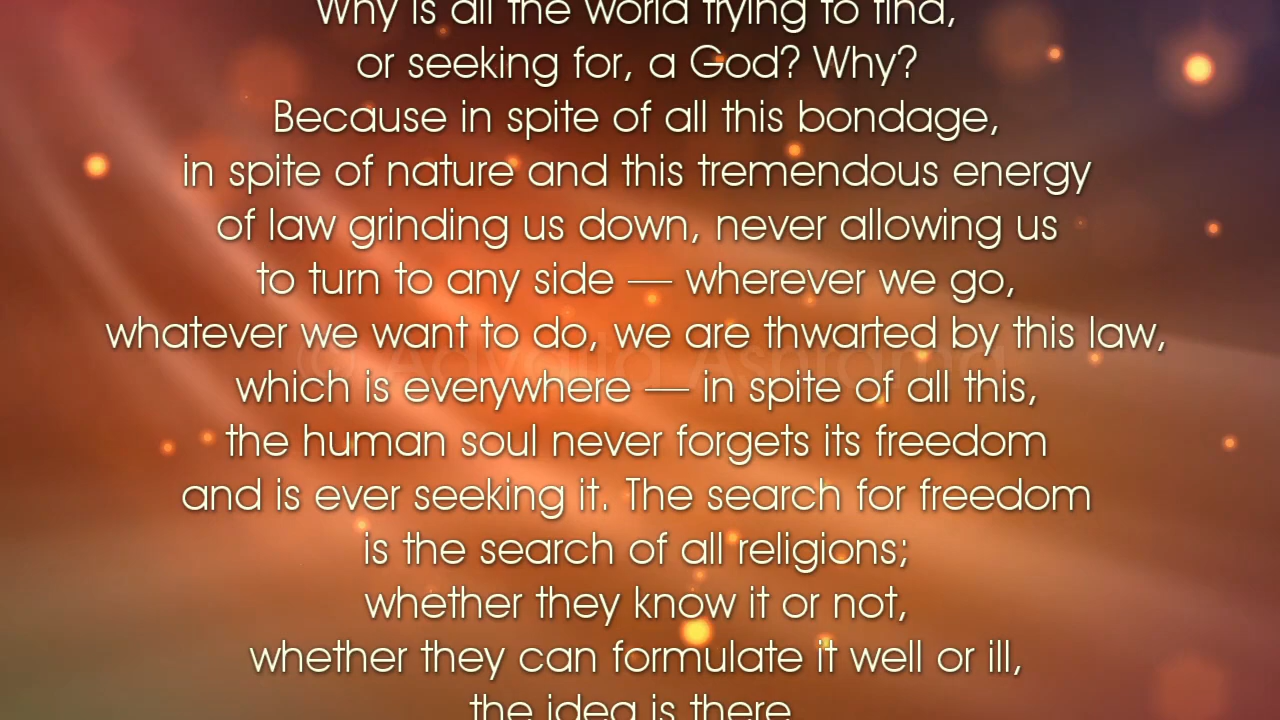 Why is all the world trying to find,
or seeking for, a God? Why?
Because in spite of all this bondage,
in spite of nature and this tremendous energy
of law grinding us down, never allowing us
to turn to any side — wherever we go,
whatever we want to do, we are thwarted by this law,
© Advaita Ashrama
which is everywhere — in spite of all this,
the human soul never forgets its freedom
and is ever seeking it. The search for freedom
is the search of all religions;
whether they know it or not,
whether they can formulate it well or ill,
the idea is there.